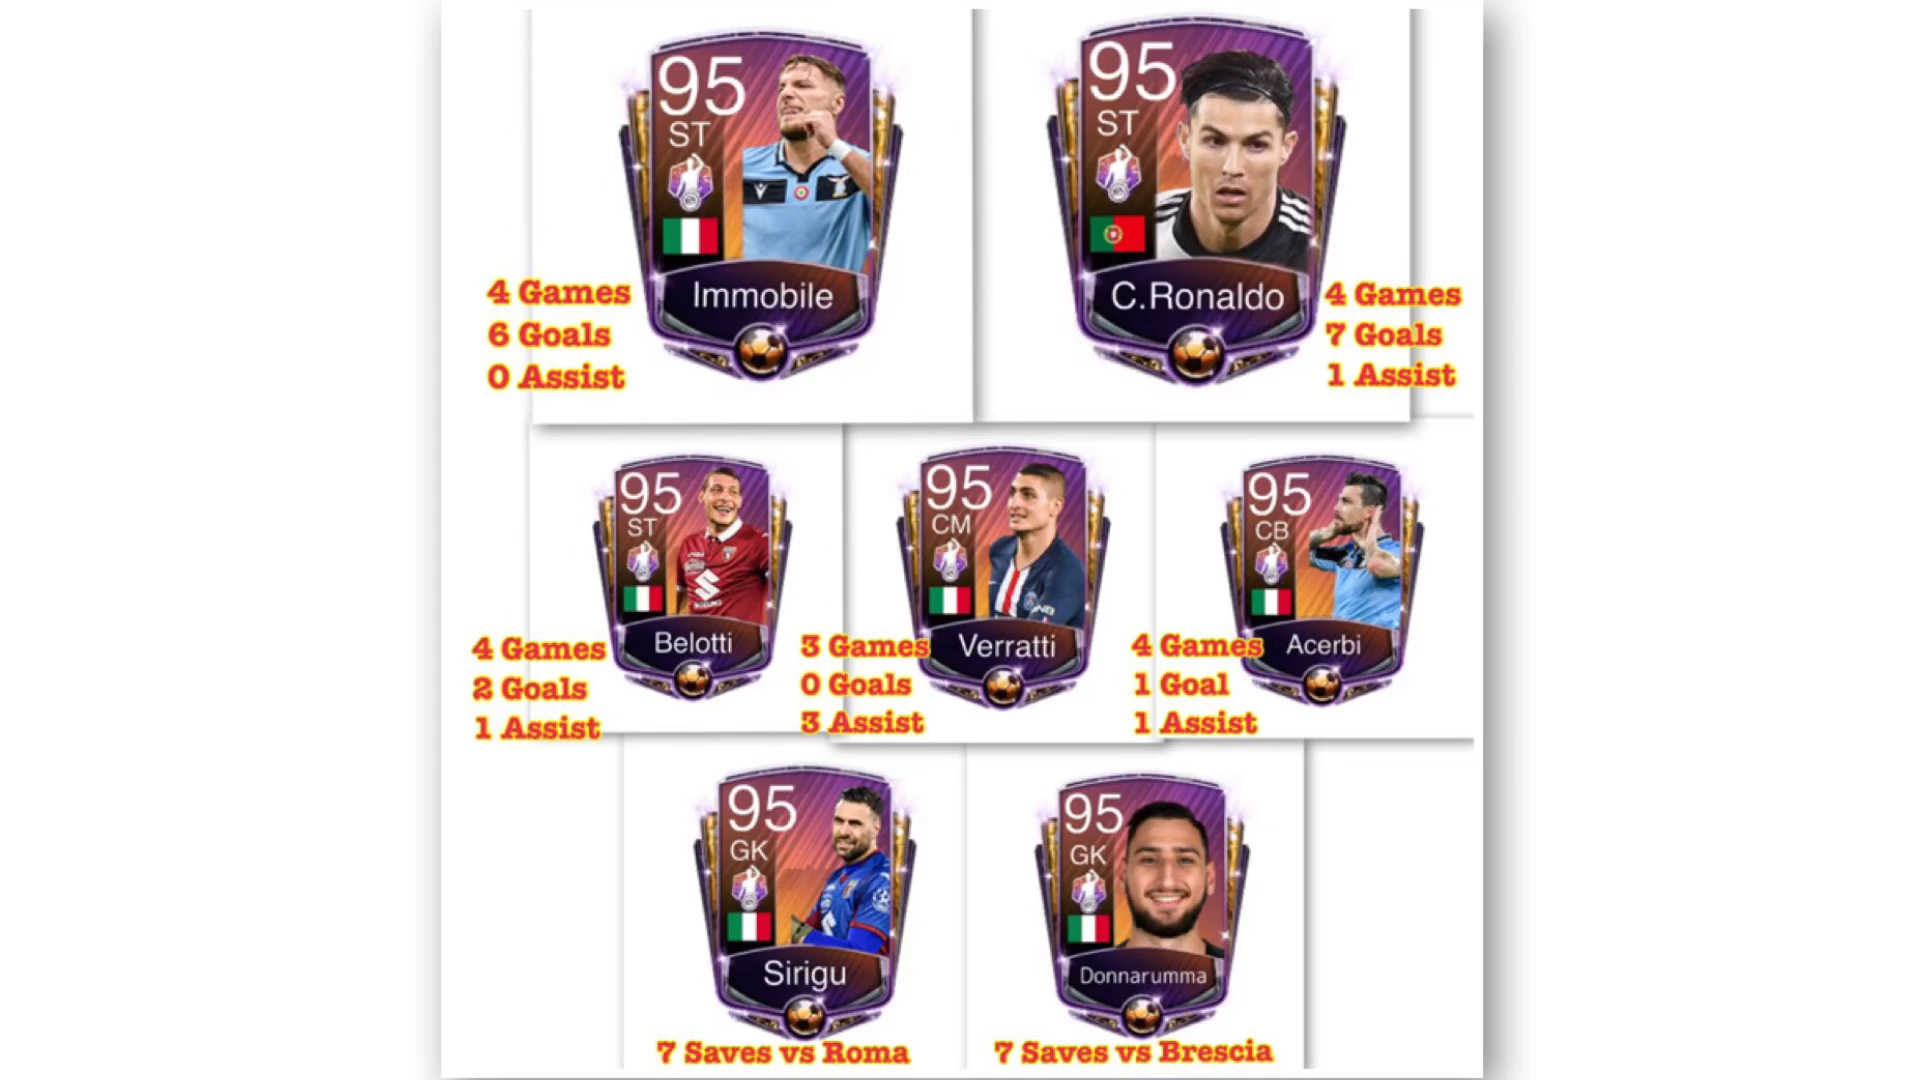 95
ST
Immobile
4 Games
6 Goals
0 Assist
95
ST
C.Ronaldo
4 Games
7 Goals
1 Assist
95
ST
Belotti
4 Games
2 Goals
1 Assist
95
CM
Verratti
3 Games
0 Goals
3 Assist
95
CB
Acerbi
4 Games
1 Goal
1 Assist
95
GK
Sirigu
7 Saves vs Roma
95
GK
Donnarumma
7 Saves vs Brescia